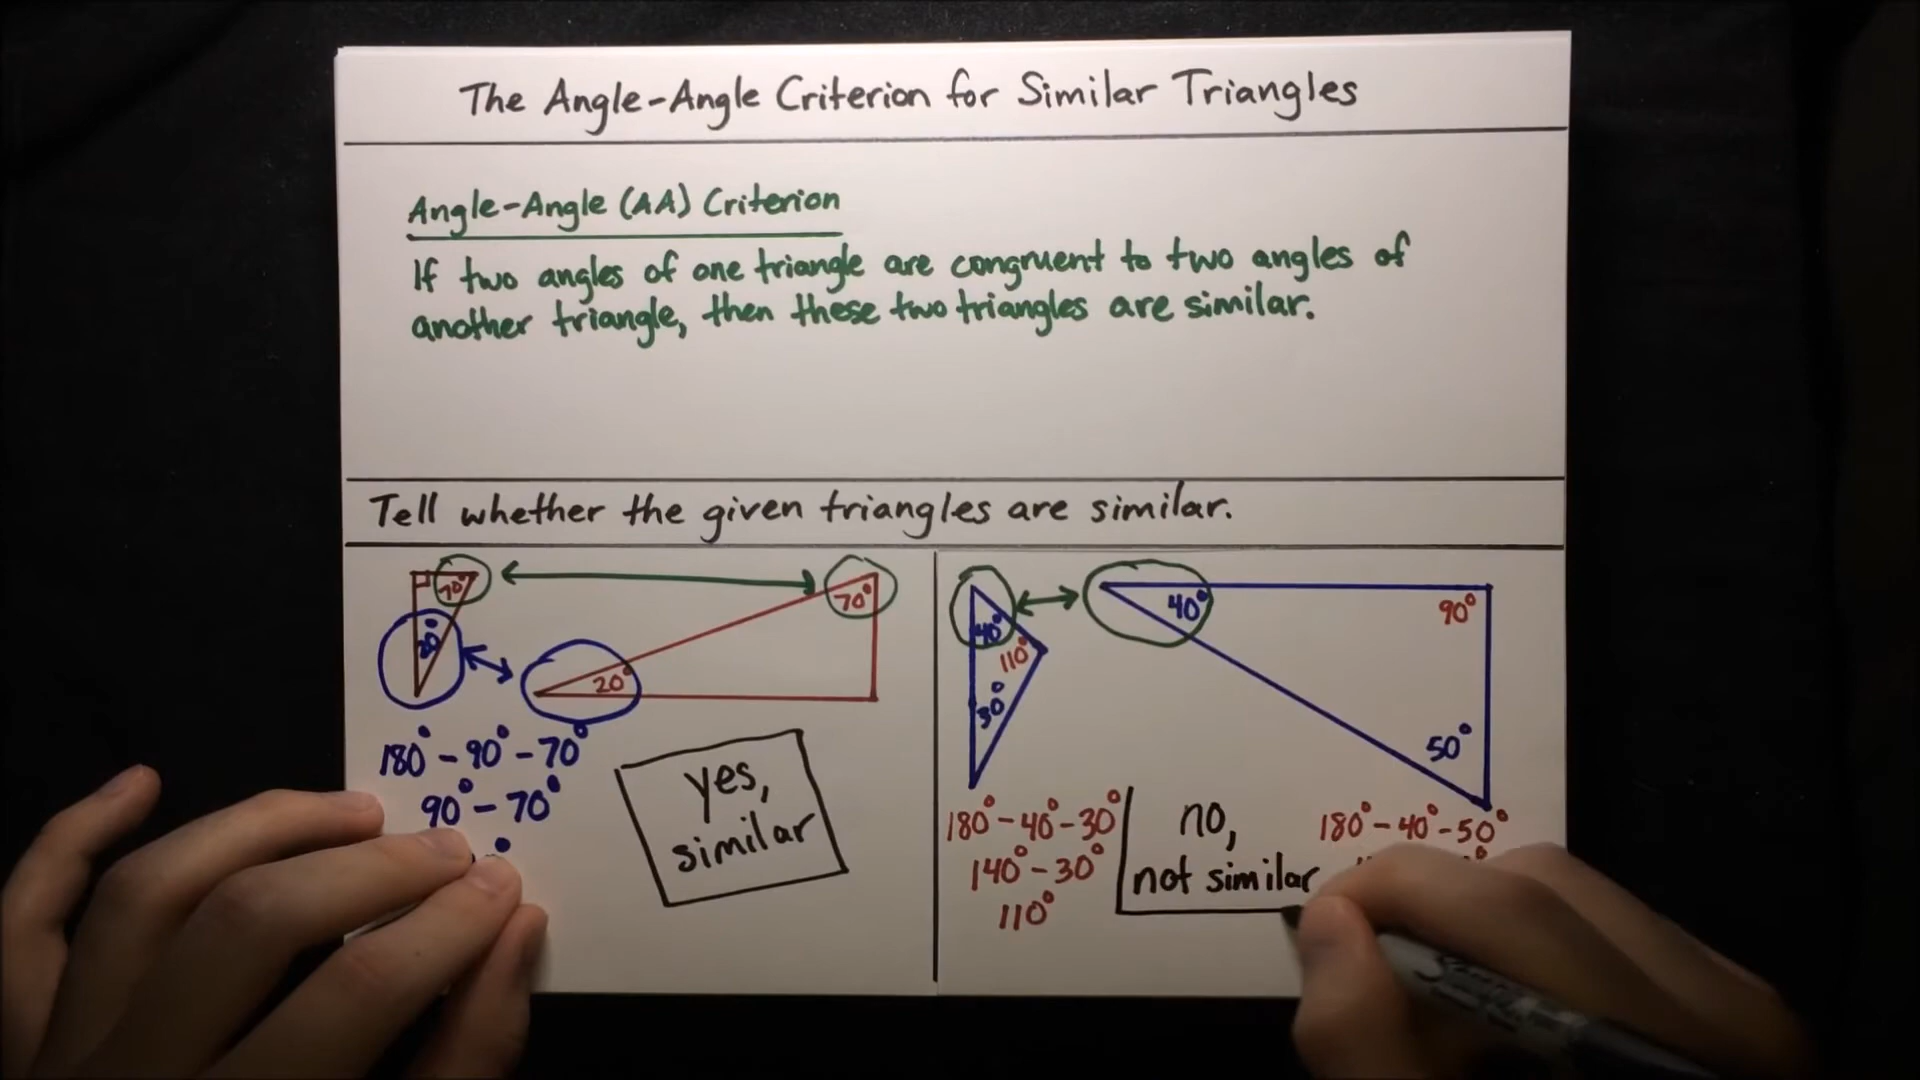 The Angle-Angle Criterion for Similar Triangles
Angle-Angle (AA) Criterion
If two angles of one triangle are congruent to two angles of
another triangle, then these two triangles are similar.
Tell whether the given triangles are similar.
70°
20°
70°
20°
180° - 90° - 70°
90° - 70°
yes,
similar
40°
110°
30°
40°
90°
50°
180° - 40° - 30°
140° - 30°
110°
no,
not similar
180° - 40° - 50°